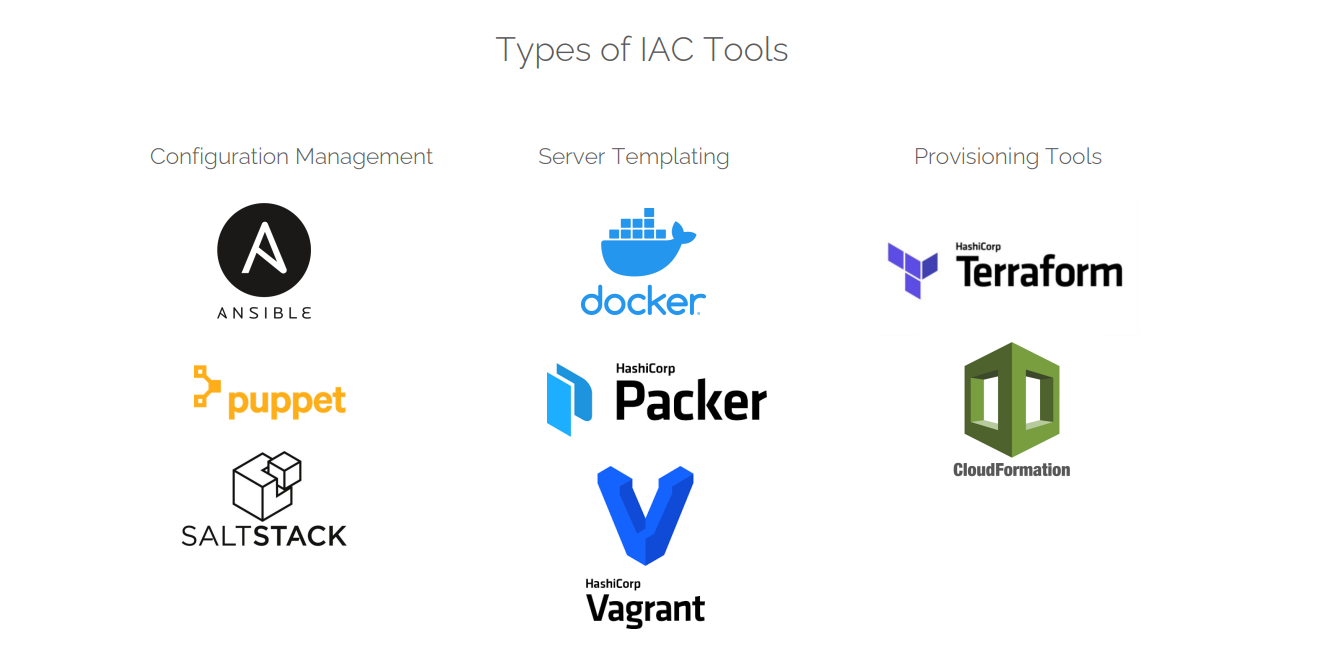 Types of IAC Tools
Configuration Management
Server Templating
Provisioning Tools
ANSIBLE
puppet
SALTSTACK
docker
HashiCorp
Packer
HashiCorp
Vagrant
HashiCorp
Terraform
CloudFormation